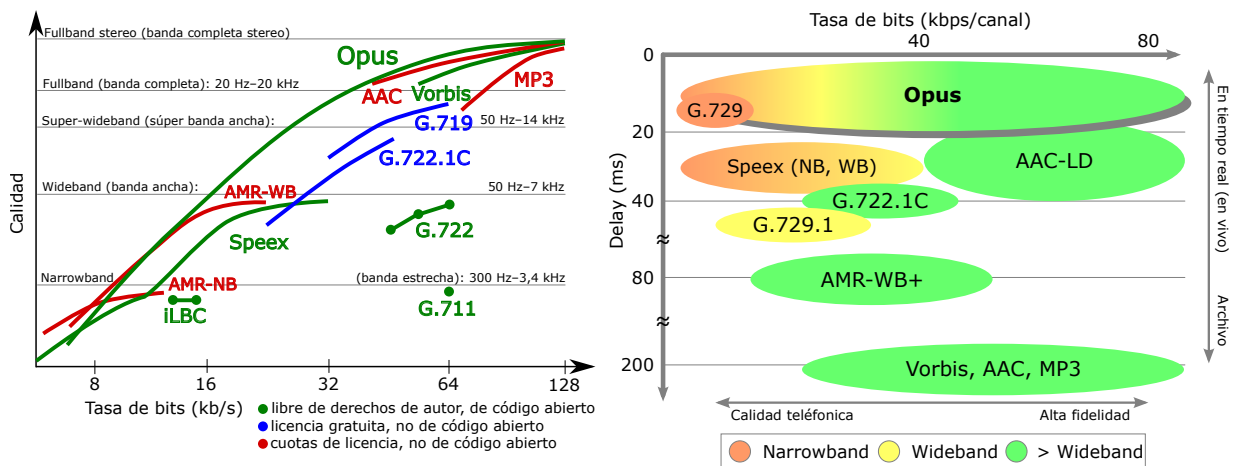 Fullband stereo (banda completa stereo)
Opus
Fullband (banda completa): 20 Hz–20 kHz
AAC
Vorbis
MP3
Super-wideband (súper banda ancha):
50 Hz–14 kHz
G.719
G.722.1C
Wideband (banda ancha):
50 Hz–7 kHz
AMR-WB
Speex
G.722
Narrowband
(banda estrecha): 300 Hz–3,4 kHz
AMR-NB
iLBC
G.711
Calidad
8
16
32
64
128
Tasa de bits (kb/s)
libre de derechos de autor, de código abierto
licencia gratuita, no de código abierto
cuotas de licencia, no de código abierto
Tasa de bits (kbps/canal)
40
80
0
20
40
≈
80
≈
200
Delay (ms)
Opus
G.729
Speex (NB, WB)
AAC-LD
G.722.1C
G.729.1
AMR-WB+
Vorbis, AAC, MP3
En tiempo real (en vivo)
Archivo
Calidad teléfonica
Alta fidelidad
Narrowband
Wideband
> Wideband